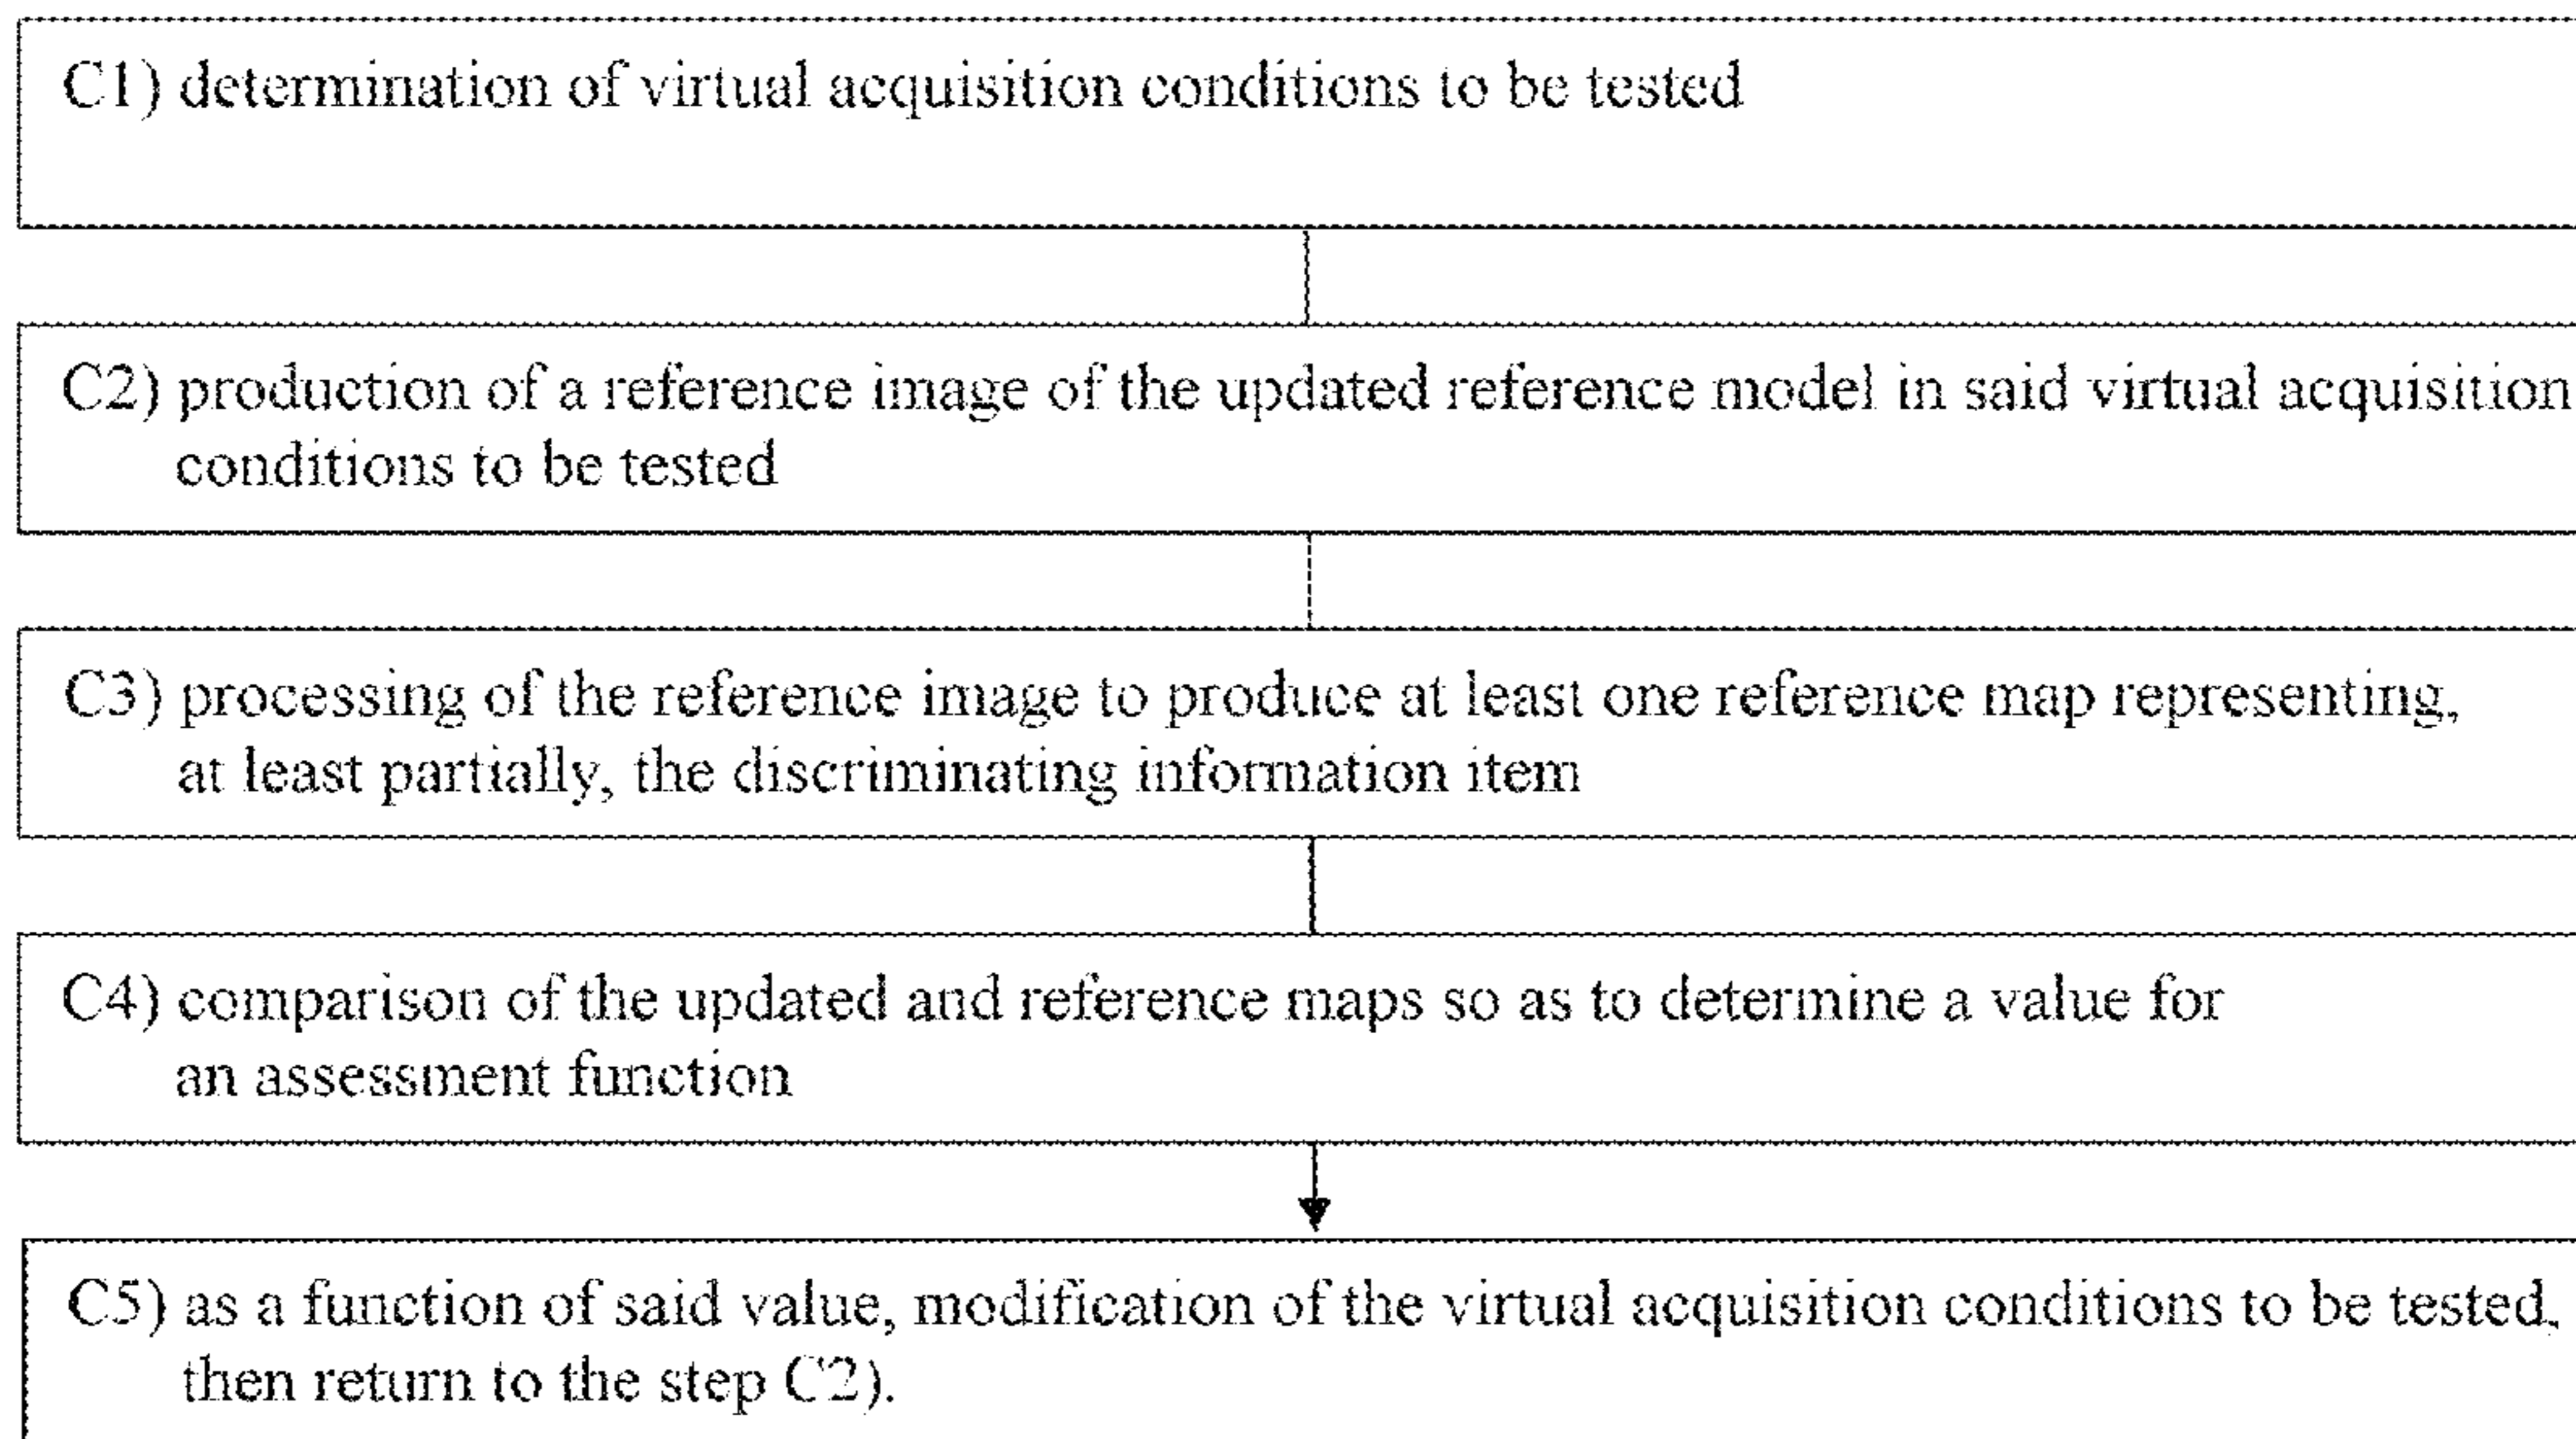 C1) determination of virtual acquisition conditions to be tested
C2) production of a reference image of the updated reference model in said virtual acquisition
conditions to be tested
C3) processing of the reference image to produce at least one reference map representing,
at least partially, the discriminating information item
C4) comparison of the updated and reference maps so as to determine a value for
an assessment function
C5) as a function of said value, modification of the virtual acquisition conditions to be tested,
then return to the step C2).